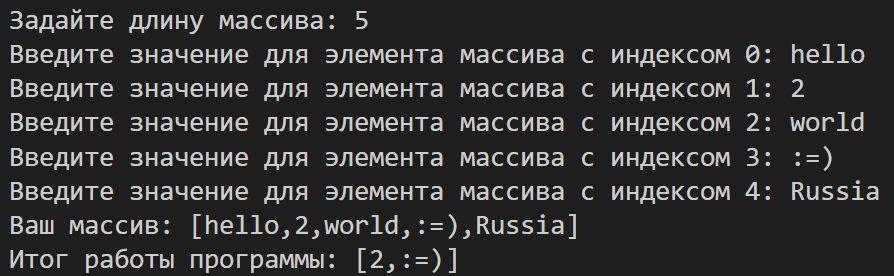 Задайте длину массива: 5
Введите значение для элемента массива с индексом 0: hello
Введите значение для элемента массива с индексом 1: 2
Введите значение для элемента массива с индексом 2: world
Введите значение для элемента массива с индексом 3: :=)
Введите значение для элемента массива с индексом 4: Russia
Ваш массив: [hello,2,world,:=),Russia]
Итог работы программы: [2,:=)]